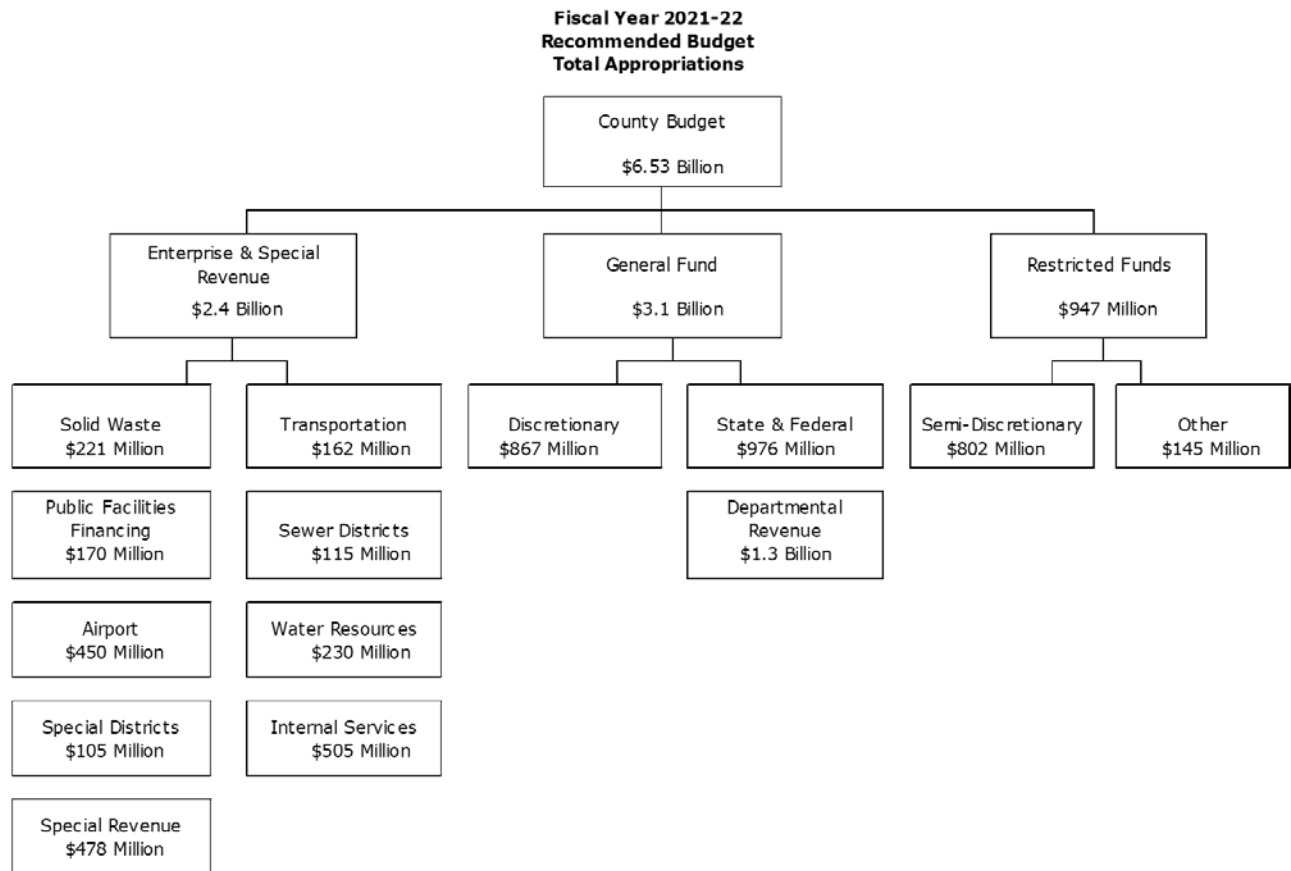 Fiscal Year 2021-22
Recommended Budget
Total Appropriations
County Budget
$6.53 Billion
Enterprise & Special
Revenue
$2.4 Billion
General Fund
$3.1 Billion
Restricted Funds
$947 Million
Solid Waste
$221 Million
Transportation
$162 Million
Discretionary
$867 Million
State & Federal
$976 Million
Semi-Discretionary
$802 Million
Other
$145 Million
Public Facilities
Financing
$170 Million
Sewer Districts
$115 Million
Departmental
Revenue
$1.3 Billion
Airport
$450 Million
Water Resources
$230 Million
Special Districts
$105 Million
Internal Services
$505 Million
Special Revenue
$478 Million